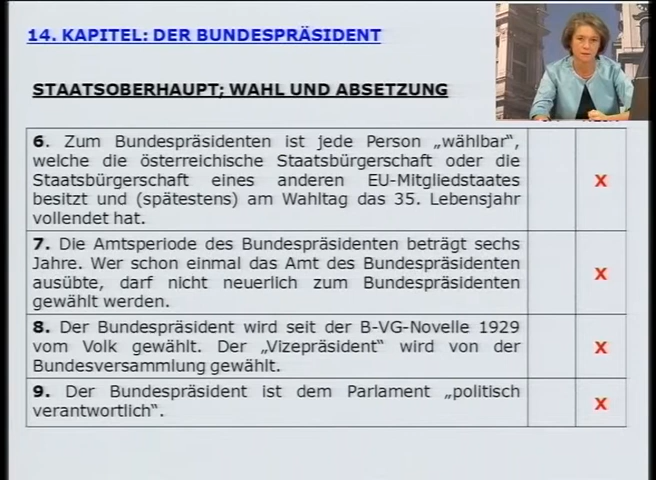 14. KAPITEL: DER BUNDESPRÄSIDENT
STAATSOBERHAUPT; WAHL UND ABSETZUNG
6. Zum Bundespräsidenten ist jede Person „wählbar“,
welche die österreichische Staatsbürgerschaft oder die
Staatsbürgerschaft eines anderen EU-Mitgliedstaates
besitzt und (spätestens) am Wahltag das 35. Lebensjahr
vollendet hat.
X
7. Die Amtsperiode des Bundespräsidenten beträgt sechs
Jahre. Wer schon einmal das Amt des Bundespräsidenten
ausübte, darf nicht neuerlich zum Bundespräsidenten
gewählt werden.
X
8. Der Bundespräsident wird seit der B-VG-Novelle 1929
vom Volk gewählt. Der „Vizepräsident“ wird von der
Bundesversammlung gewählt.
X
9. Der Bundespräsident ist dem Parlament „politisch
verantwortlich“.
X